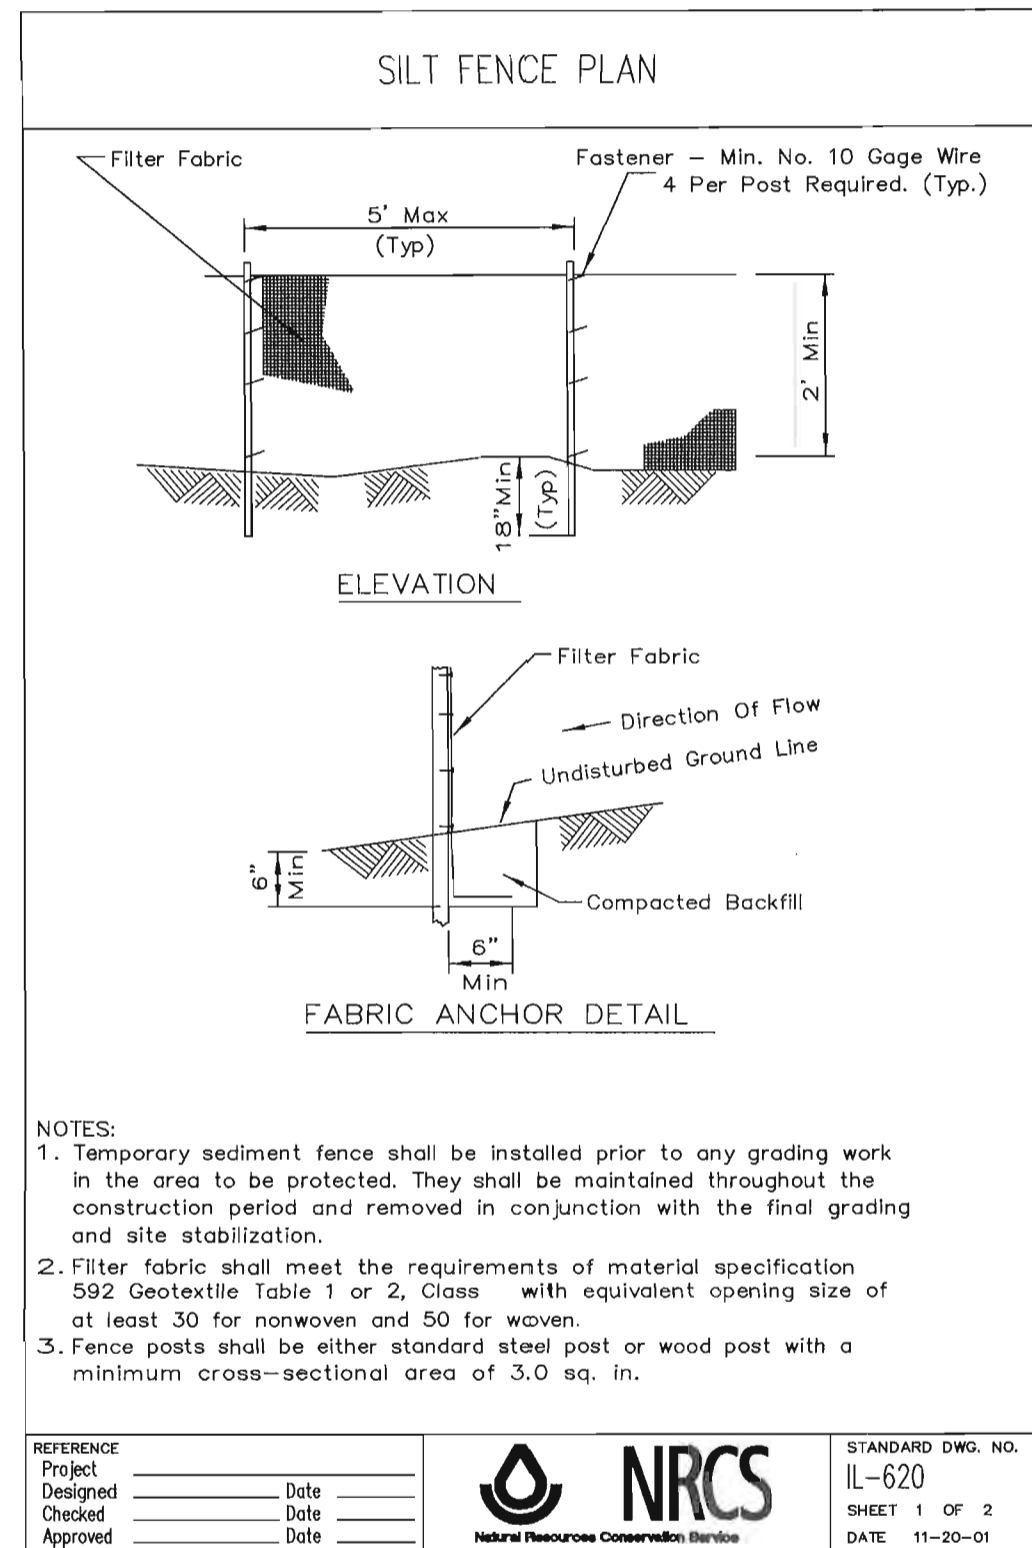 SILT FENCE PLAN
Filter Fabric
Fastener - Min. No. 10 Gage Wire
4 Per Post Required. (Typ.)
5' Max
(Typ)
2' Min
18" Min
(Typ)
ELEVATION
Filter Fabric
Direction Of Flow
Undisturbed Ground Line
6"
Min
Compacted Backfill
6"
Min
FABRIC ANCHOR DETAIL
NOTES:
1. Temporary sediment fence shall be installed prior to any grading work
in the area to be protected. They shall be maintained throughout the
construction period and removed in conjunction with the final grading
and site stabilization.
2. Filter fabric shall meet the requirements of material specification
592 Geotextile Table 1 or 2, Class with equivalent opening size of
at least 30 for nonwoven and 50 for woven.
3. Fence posts shall be either standard steel post or wood post with a
minimum cross-sectional area of 3.0 sq. in.
REFERENCE
Project
Designed Date
Checked Date
Approved Date
NRCS
Natural Resources Conservation Service
STANDARD DWG. NO.
IL-620
SHEET 1 OF 2
DATE 11-20-01